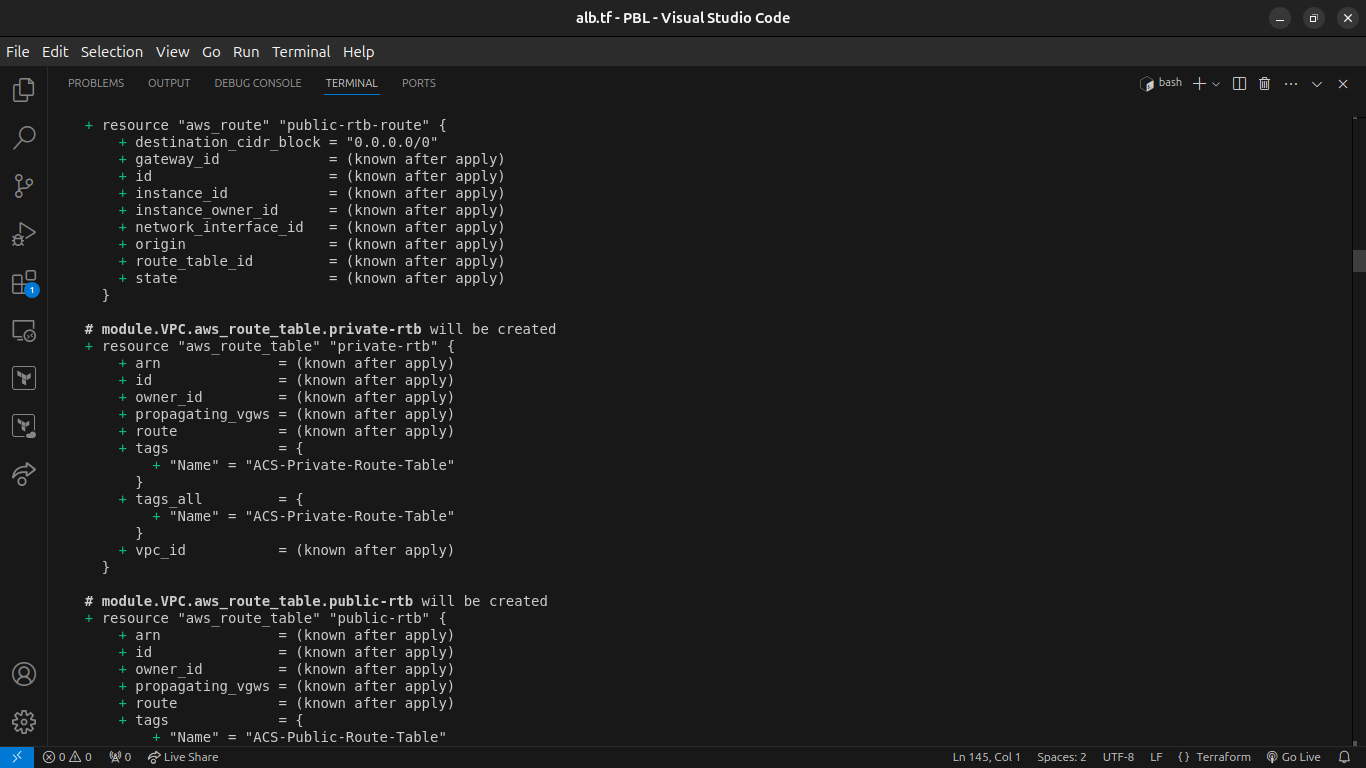 alb.tf - PBL - Visual Studio Code
File Edit Selection View Go Run Terminal Help
PROBLEMS OUTPUT DEBUG CONSOLE TERMINAL PORTS bash
+ resource "aws_route" "public-rtb-route" {
+ destination_cidr_block = "0.0.0.0/0"
+ gateway_id = (known after apply)
+ id = (known after apply)
+ instance_id = (known after apply)
+ instance_owner_id = (known after apply)
+ network_interface_id = (known after apply)
+ origin = (known after apply)
+ route_table_id = (known after apply)
+ state = (known after apply)
}
# module.VPC.aws_route_table.private-rtb will be created
+ resource "aws_route_table" "private-rtb" {
+ arn = (known after apply)
+ id = (known after apply)
+ owner_id = (known after apply)
+ propagating_vgws = (known after apply)
+ route = (known after apply)
+ tags = {
+ "Name" = "ACS-Private-Route-Table"
}
+ tags_all = {
+ "Name" = "ACS-Private-Route-Table"
}
+ vpc_id = (known after apply)
}
# module.VPC.aws_route_table.public-rtb will be created
+ resource "aws_route_table" "public-rtb" {
+ arn = (known after apply)
+ id = (known after apply)
+ owner_id = (known after apply)
+ propagating_vgws = (known after apply)
+ route = (known after apply)
+ tags = {
+ "Name" = "ACS-Public-Route-Table"
1
0 0 0 Live Share Ln 145, Col 1 Spaces: 2 UTF-8 LF {} Terraform Go Live